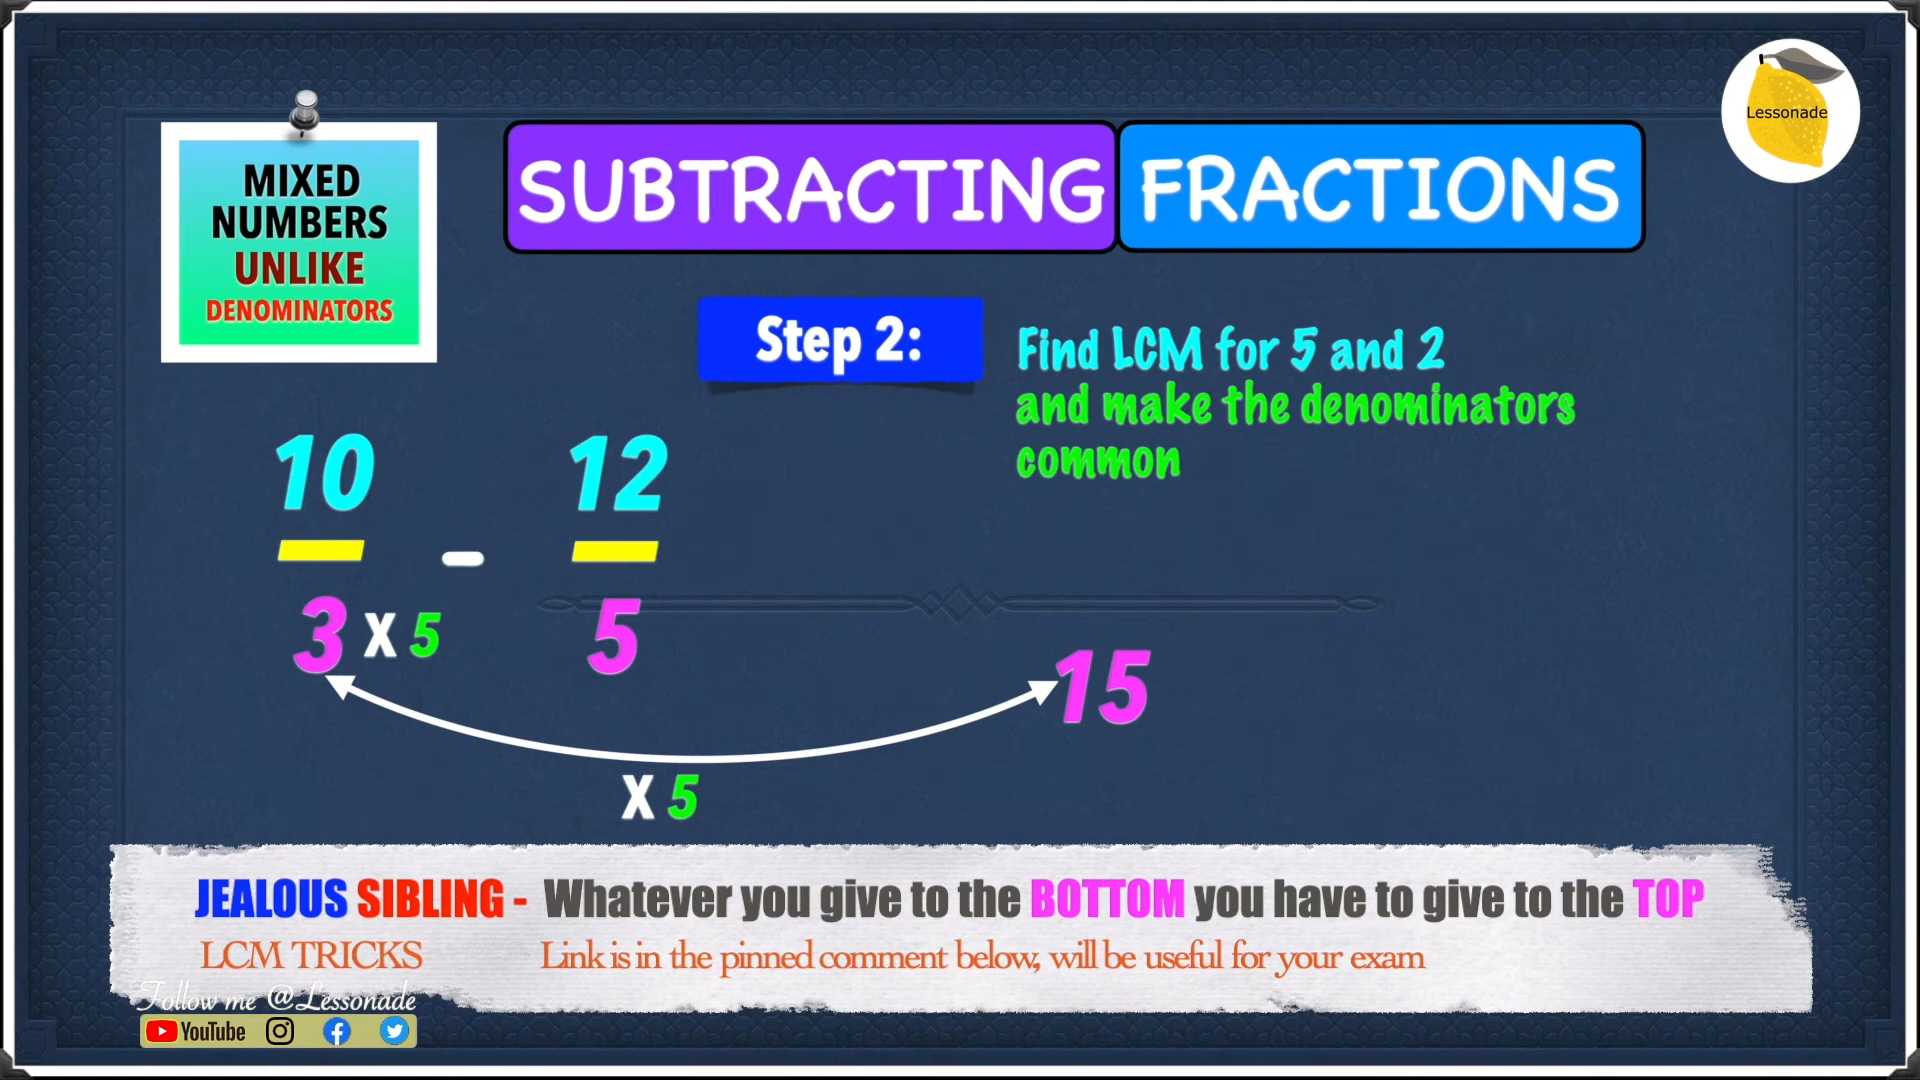 Lessonade
MIXED
NUMBERS
UNLIKE
DENOMINATORS
SUBTRACTING FRACTIONS
Step 2:
Find LCM for 5 and 2
and make the denominators
common
10 12
-
3 X 5 5
15
X 5
JEALOUS SIBLING - Whatever you give to the BOTTOM you have to give to the TOP
LCM TRICKS Link is in the pinned comment below, will be useful for your exam
Follow me @Lessonade
YouTube